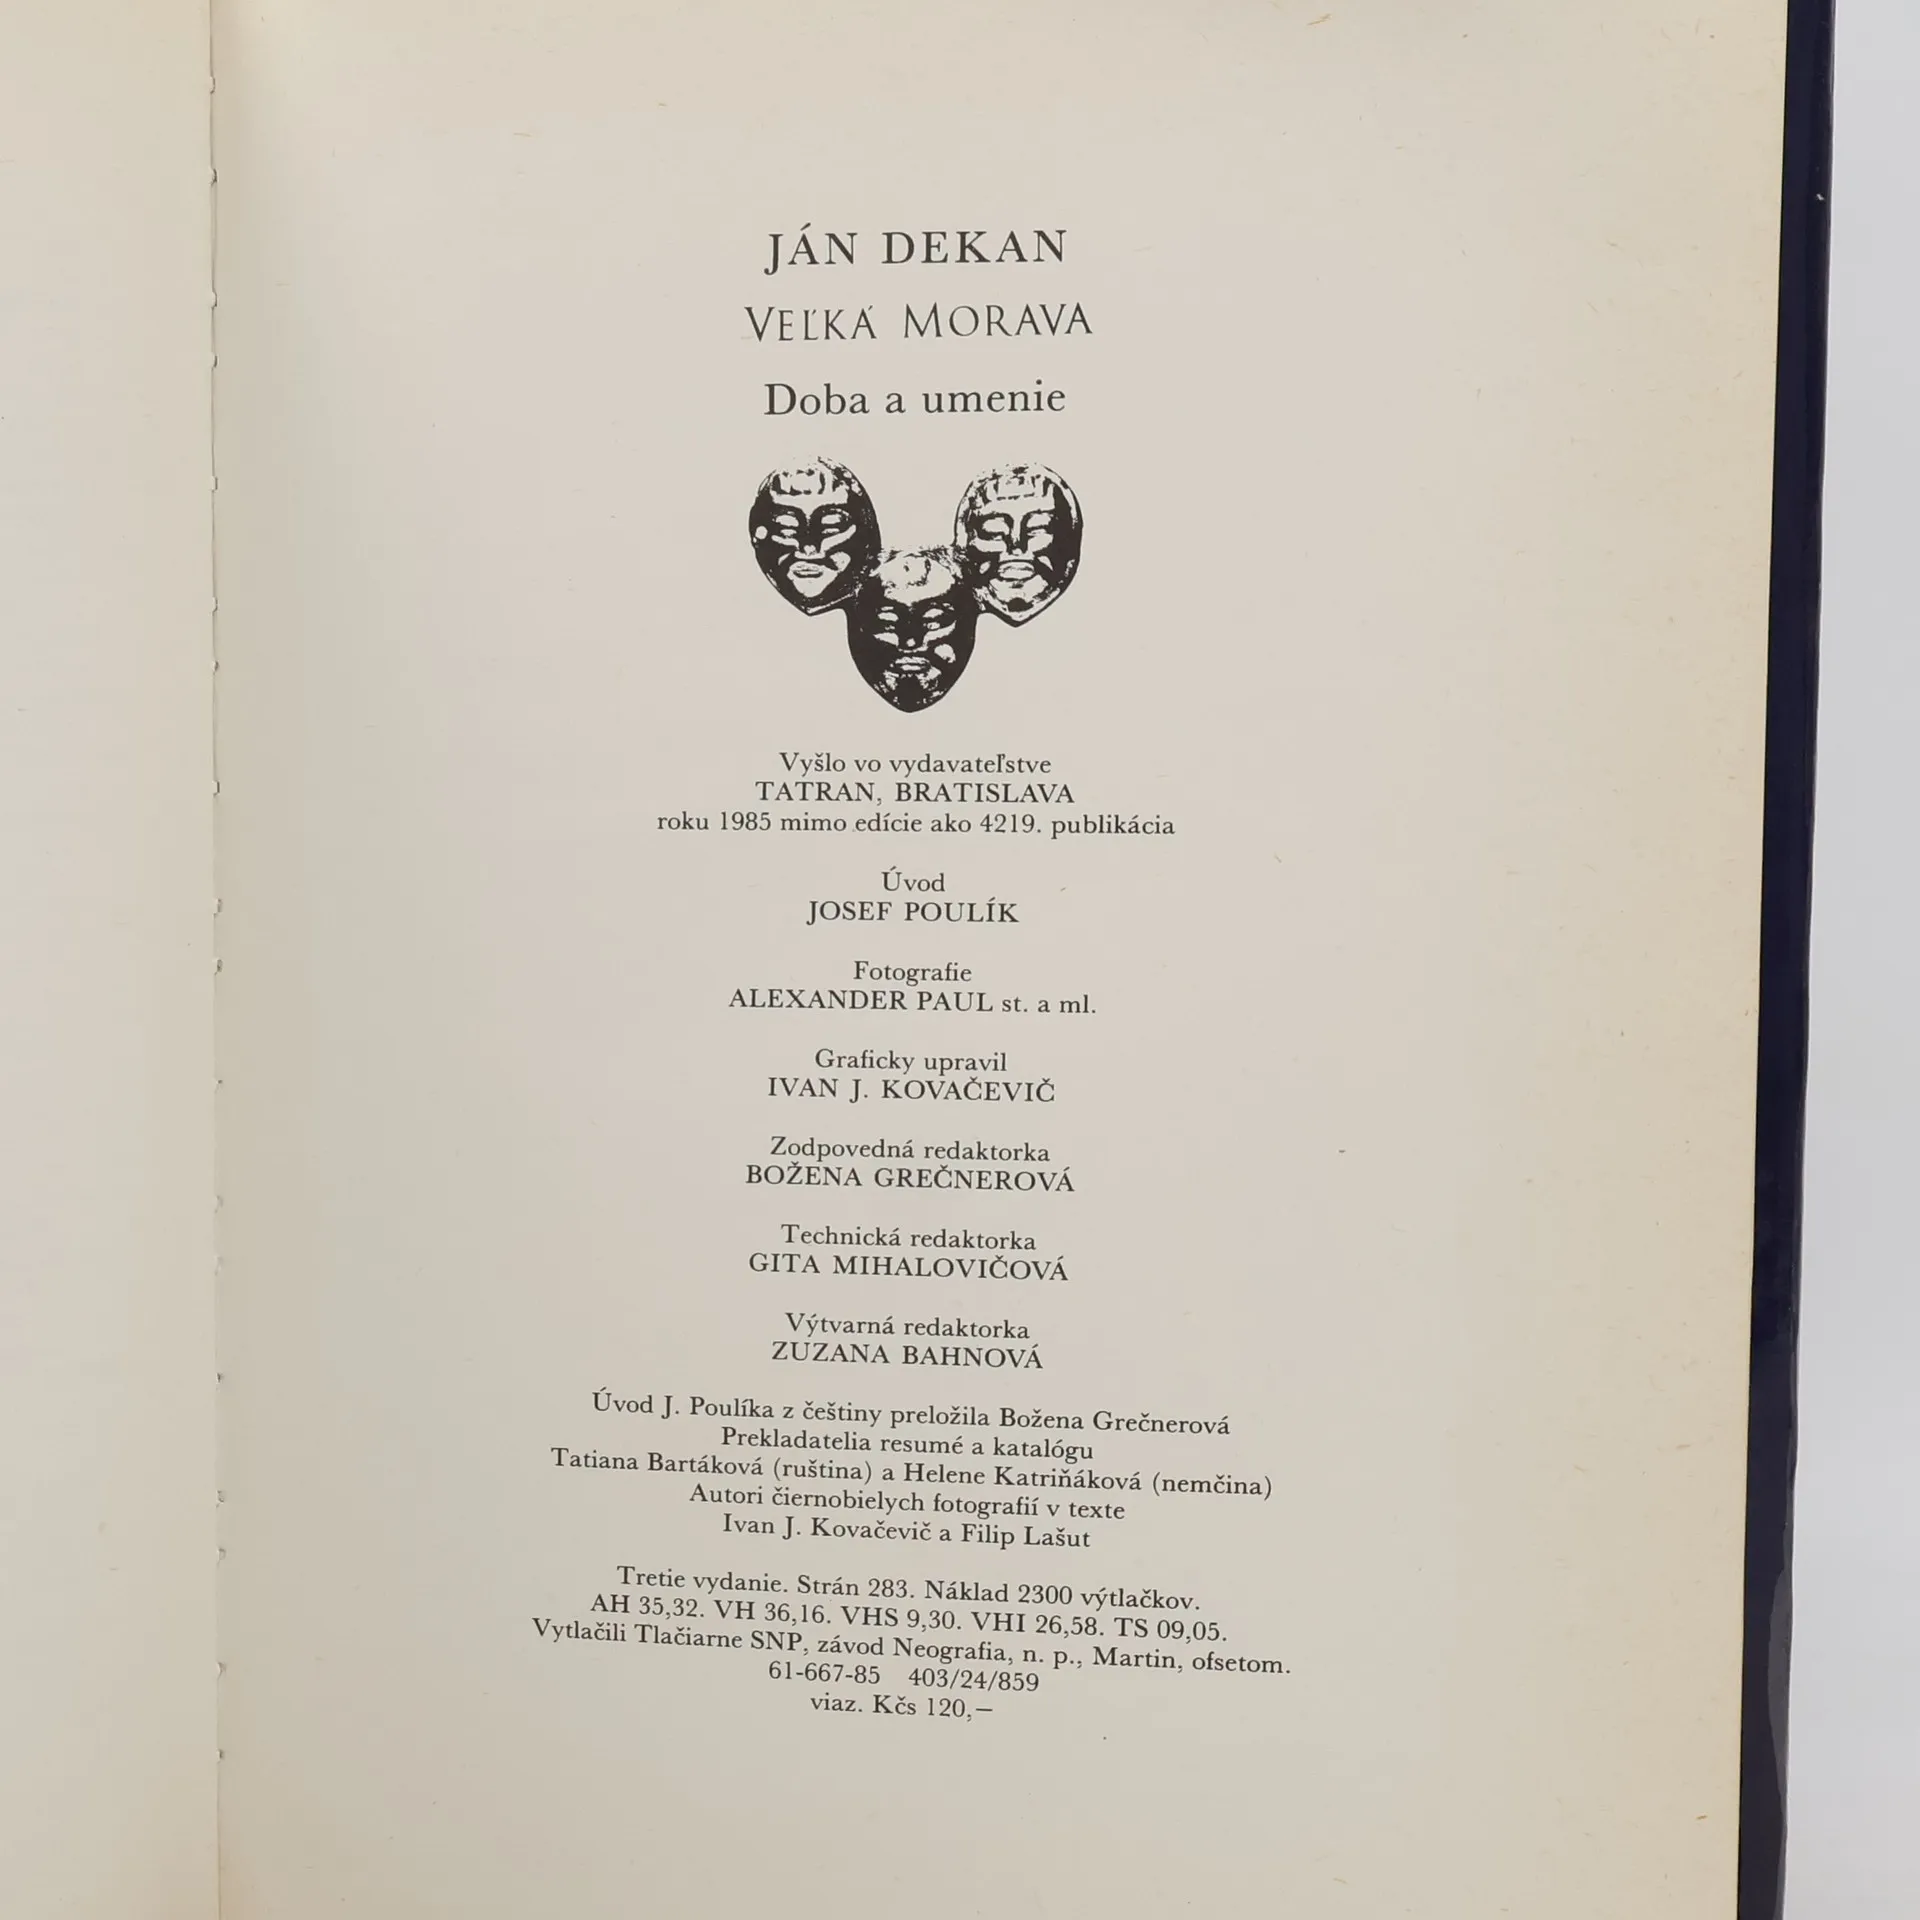 JÁN DEKAN
VEĽKÁ MORAVA
Doba a umenie
Vyšlo vo vydavateľstve
TATRAN, BRATISLAVA
roku 1985 mimo edície ako 4219. publikácia
Úvod
JOSEF POULÍK
Fotografie
ALEXANDER PAUL st. a ml.
Graficky upravil
IVAN J. KOVAČEVIČ
Zodpovedná redaktorka
BOŽENA GREČNEROVÁ
Technická redaktorka
GITA MIHALOVIČOVÁ
Výtvarná redaktorka
ZUZANA BAHNOVÁ
Úvod J. Poulíka z češtiny preložila Božena Grečnerová
Prekladatelia resumé a katalógu
Tatiana Bartáková (ruština) a Helene Katriňáková (nemčina)
Autori čiernobielych fotografií v texte
Ivan J. Kovačevič a Filip Lašut
Tretie vydanie. Strán 283. Náklad 2300 výtlačkov.
AH 35,32. VH 36,16. VHS 9,30. VHI 26,58. TS 09,05.
Vytlačili Tlačiarne SNP, závod Neografia, n. p., Martin, ofsetom.
61-667-85 403/24/859
viaz. Kčs 120,—